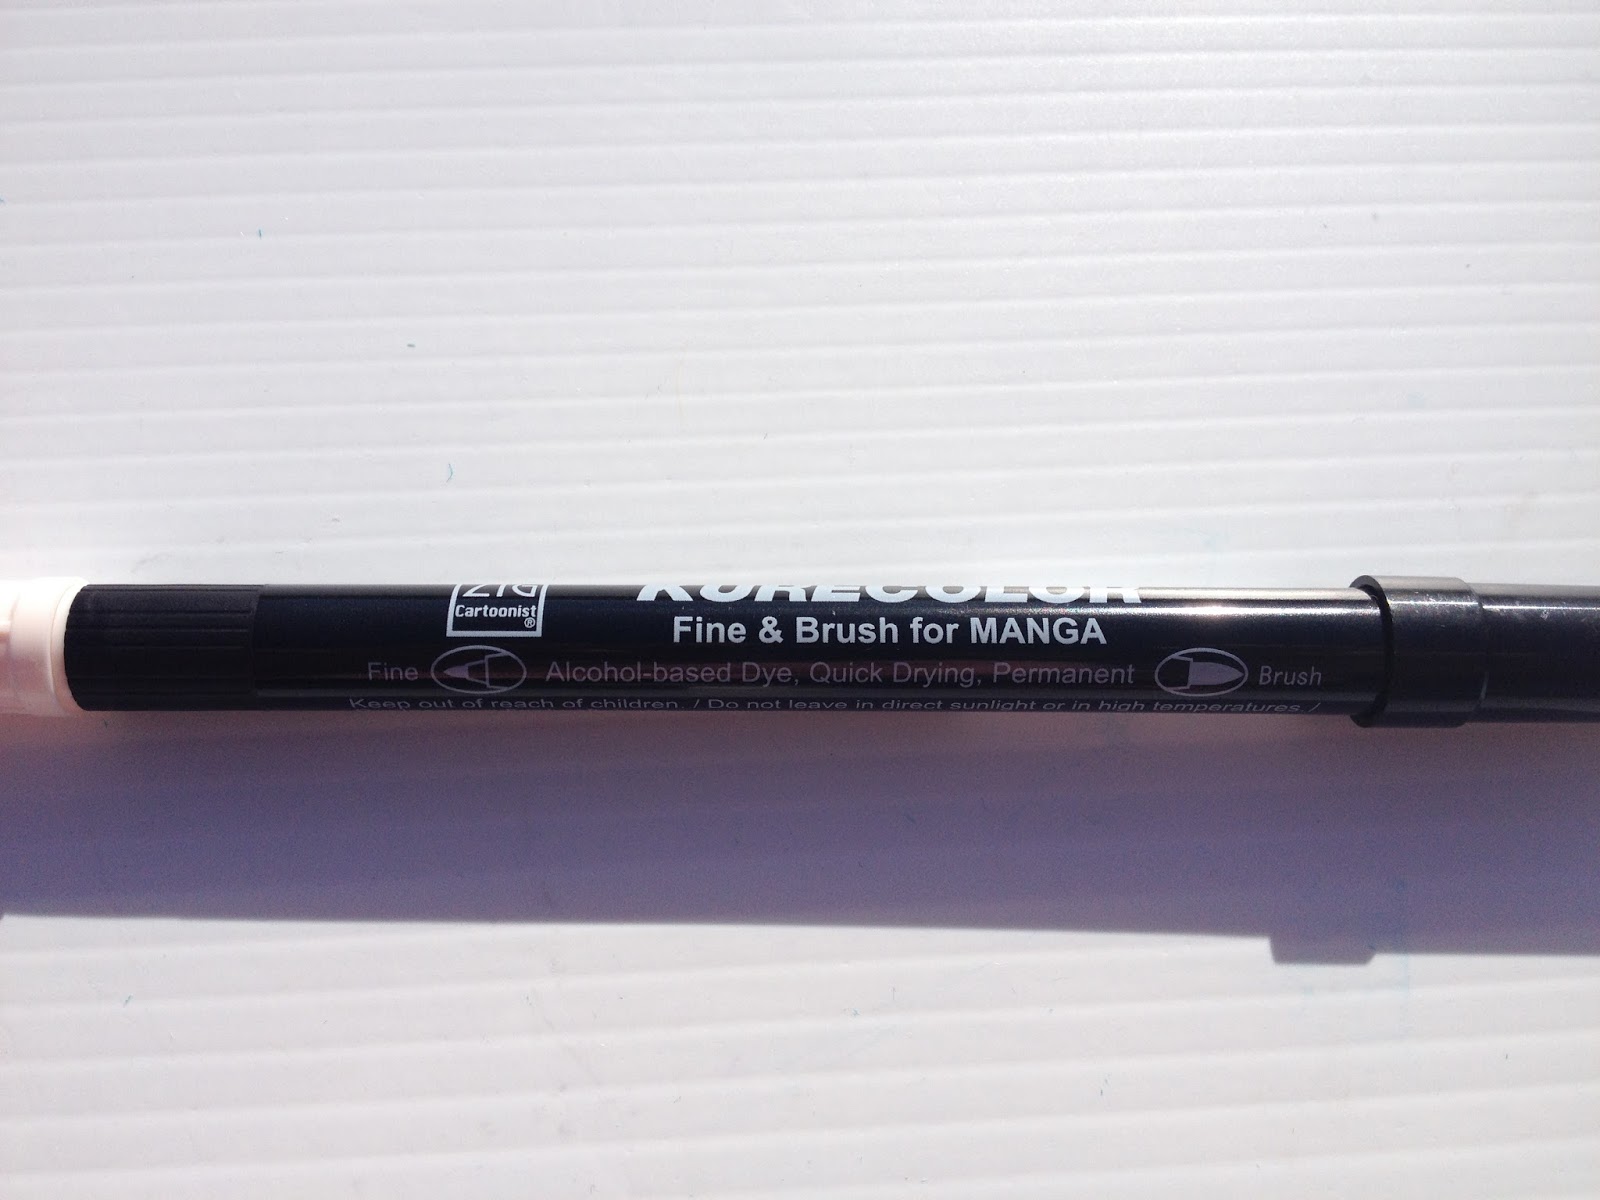 ZIG
Cartoonist®
KURECOLOR
Fine & Brush for MANGA
Fine Alcohol-based Dye, Quick Drying, Permanent Brush
Keep out of reach of children. / Do not leave in direct sunlight or in high temperatures. /